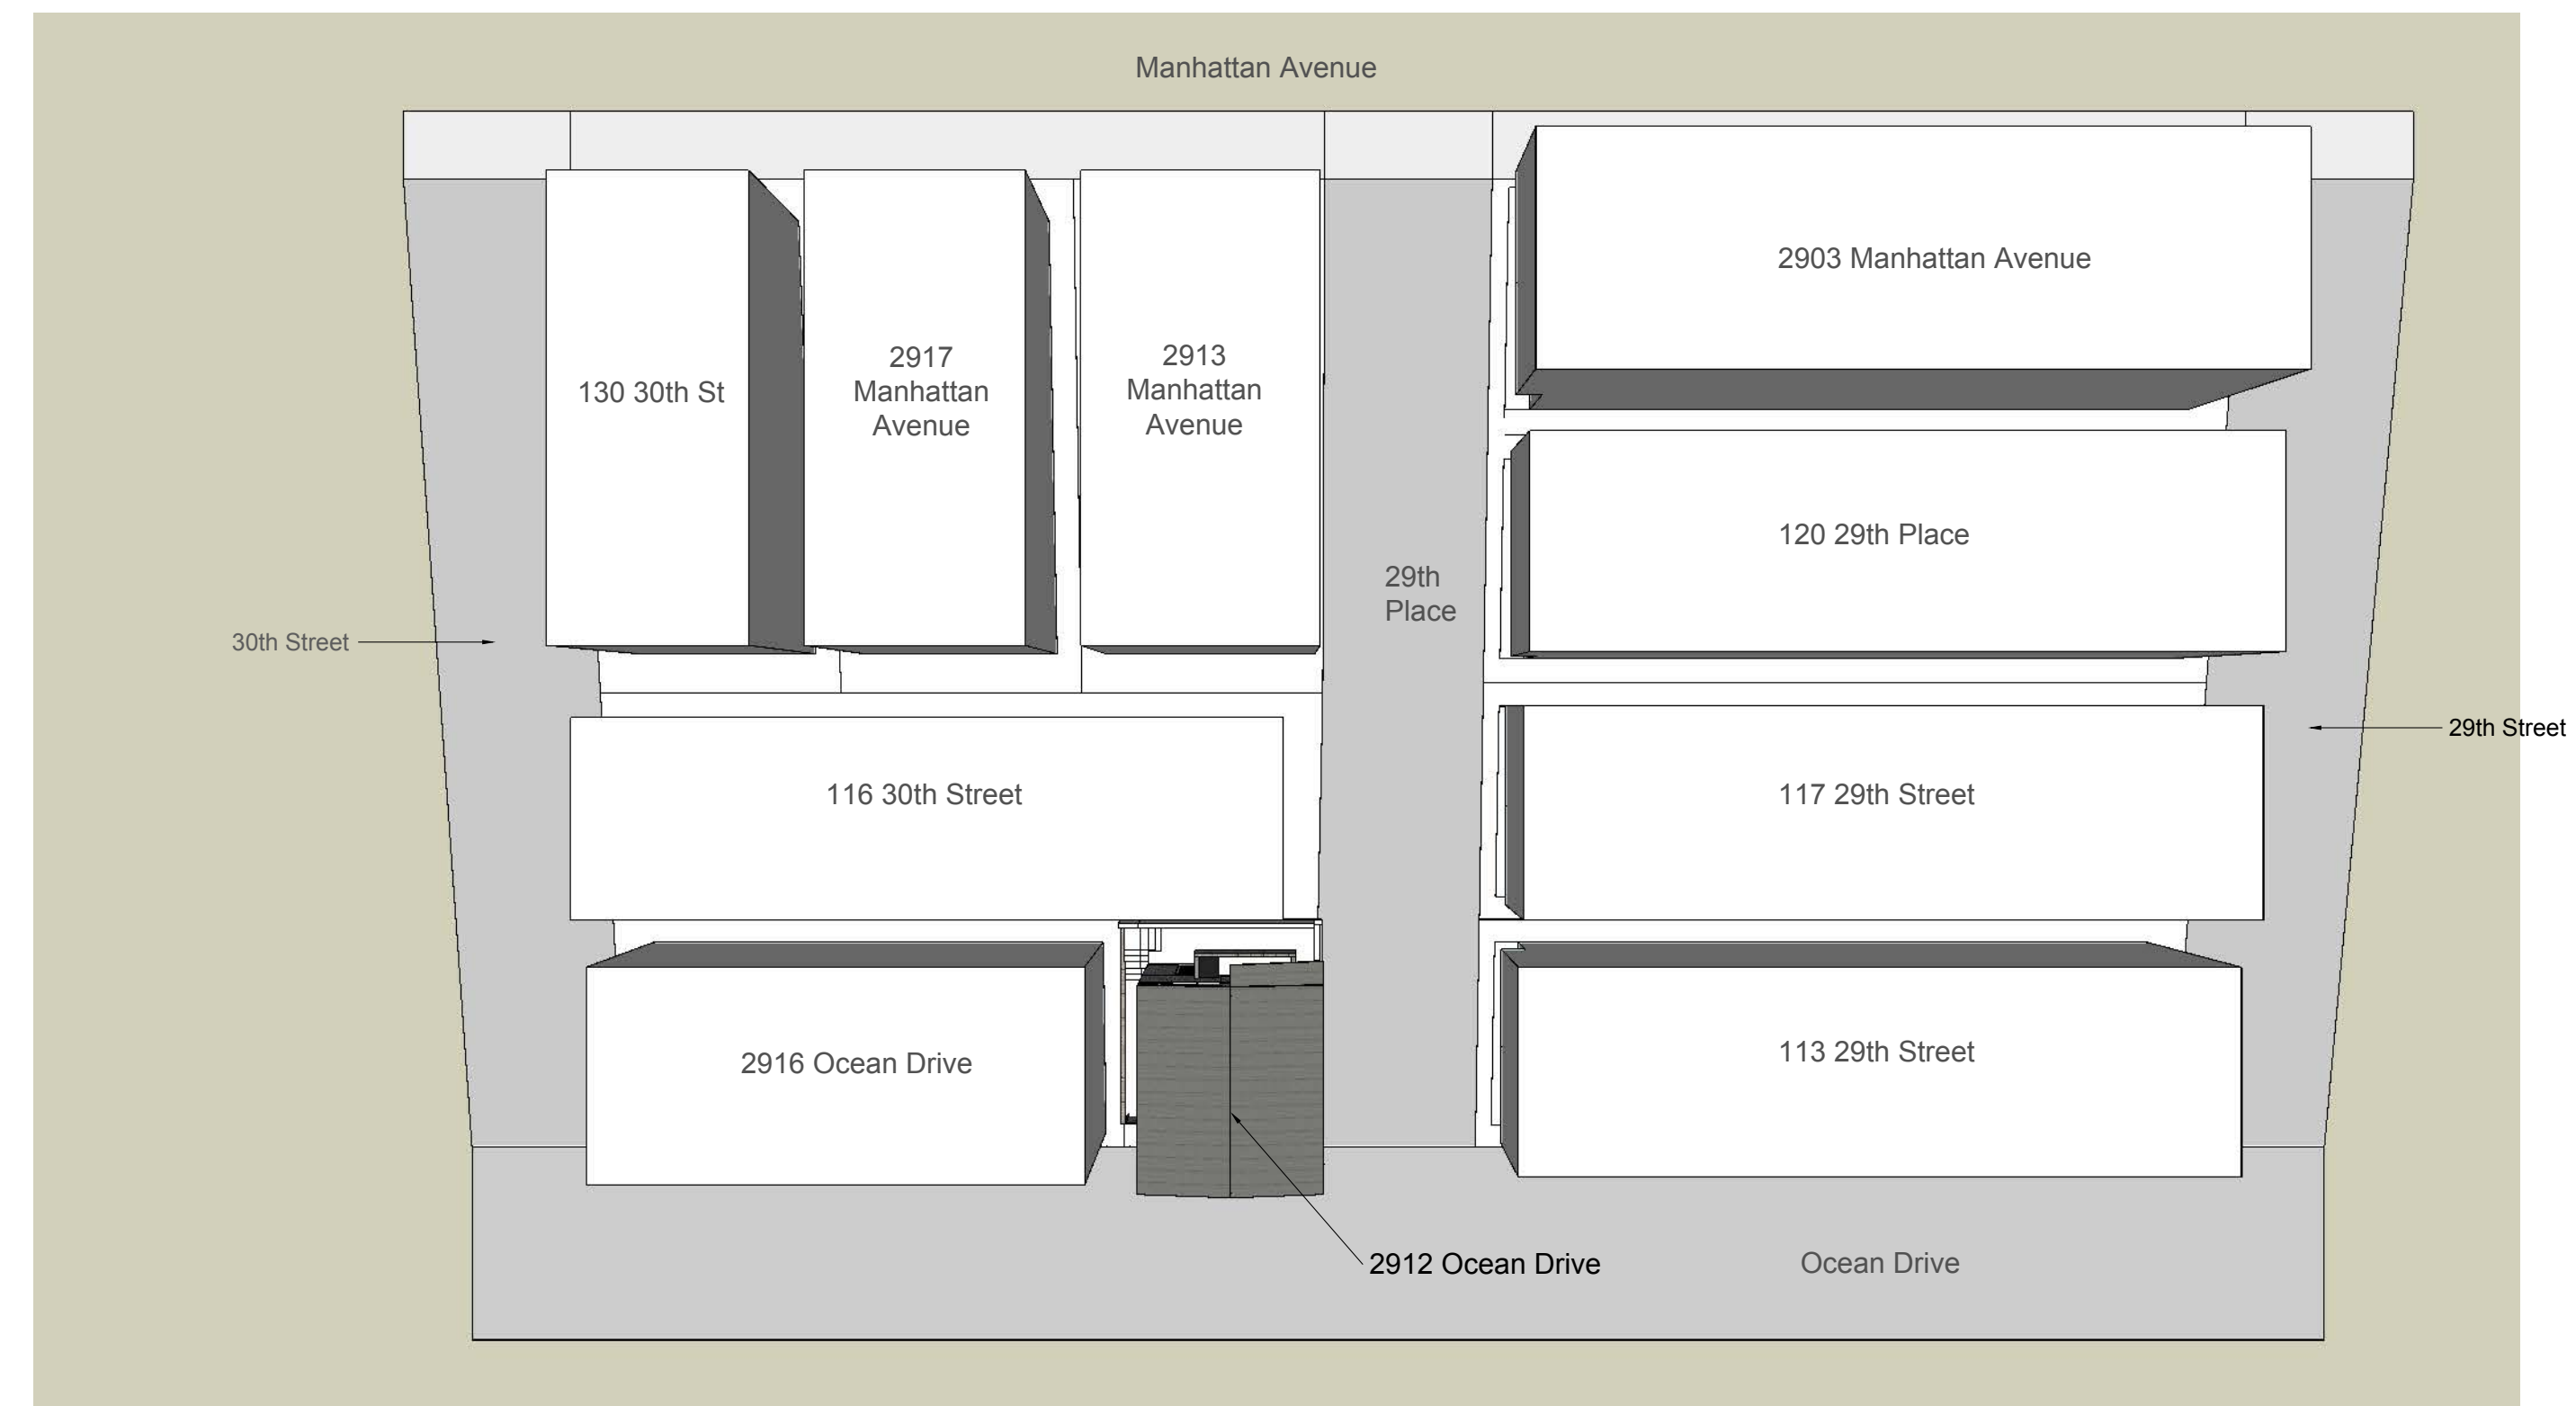 Manhattan Avenue
2903 Manhattan Avenue
2917
Manhattan
Avenue
2913
Manhattan
Avenue
130 30th St
120 29th Place
29th
Place
30th Street
29th Street
116 30th Street
117 29th Street
2916 Ocean Drive
113 29th Street
2912 Ocean Drive
Ocean Drive